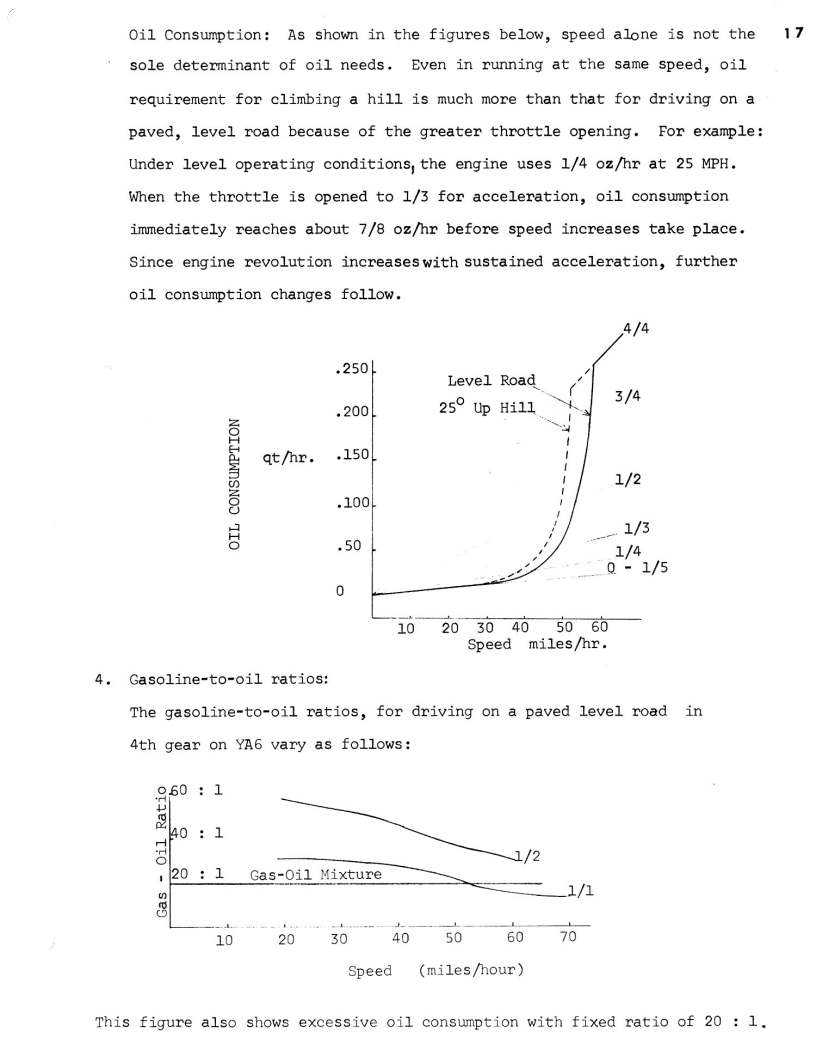 Oil Consumption: As shown in the figures below, speed alone is not the 17
sole determinant of oil needs. Even in running at the same speed, oil
requirement for climbing a hill is much more than that for driving on a
paved, level road because of the greater throttle opening. For example:
Under level operating conditions, the engine uses 1/4 oz/hr at 25 MPH.
When the throttle is opened to 1/3 for acceleration, oil consumption
immediately reaches about 7/8 oz/hr before speed increases take place.
Since engine revolution increases with sustained acceleration, further
oil consumption changes follow.
4/4
.250
Level Road
3/4
25° Up Hill
.200
OIL CONSUMPTION
qt/hr.
.150
1/2
.100
1/3
.50
1/4
0 - 1/5
0
10 20 30 40 50 60
Speed miles/hr.
4. Gasoline-to-oil ratios:
The gasoline-to-oil ratios, for driving on a paved level road in
4th gear on YA6 vary as follows:
Gas - Oil Ratio
60 : 1
40 : 1
1/2
20 : 1 Gas-Oil Mixture
1/1
10 20 30 40 50 60 70
Speed (miles/hour)
This figure also shows excessive oil consumption with fixed ratio of 20 : 1.